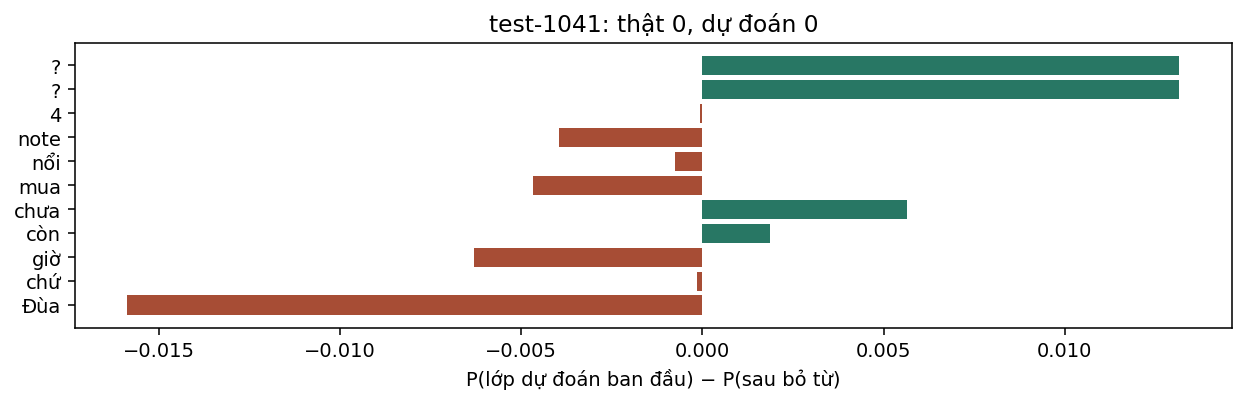 test-1041: thật 0, dự đoán 0
?
?
4
note
nổi
mua
chưa
còn
giờ
chứ
Đùa
−0.015 −0.010 −0.005 0.000 0.005 0.010
P(lớp dự đoán ban đầu) − P(sau bỏ từ)